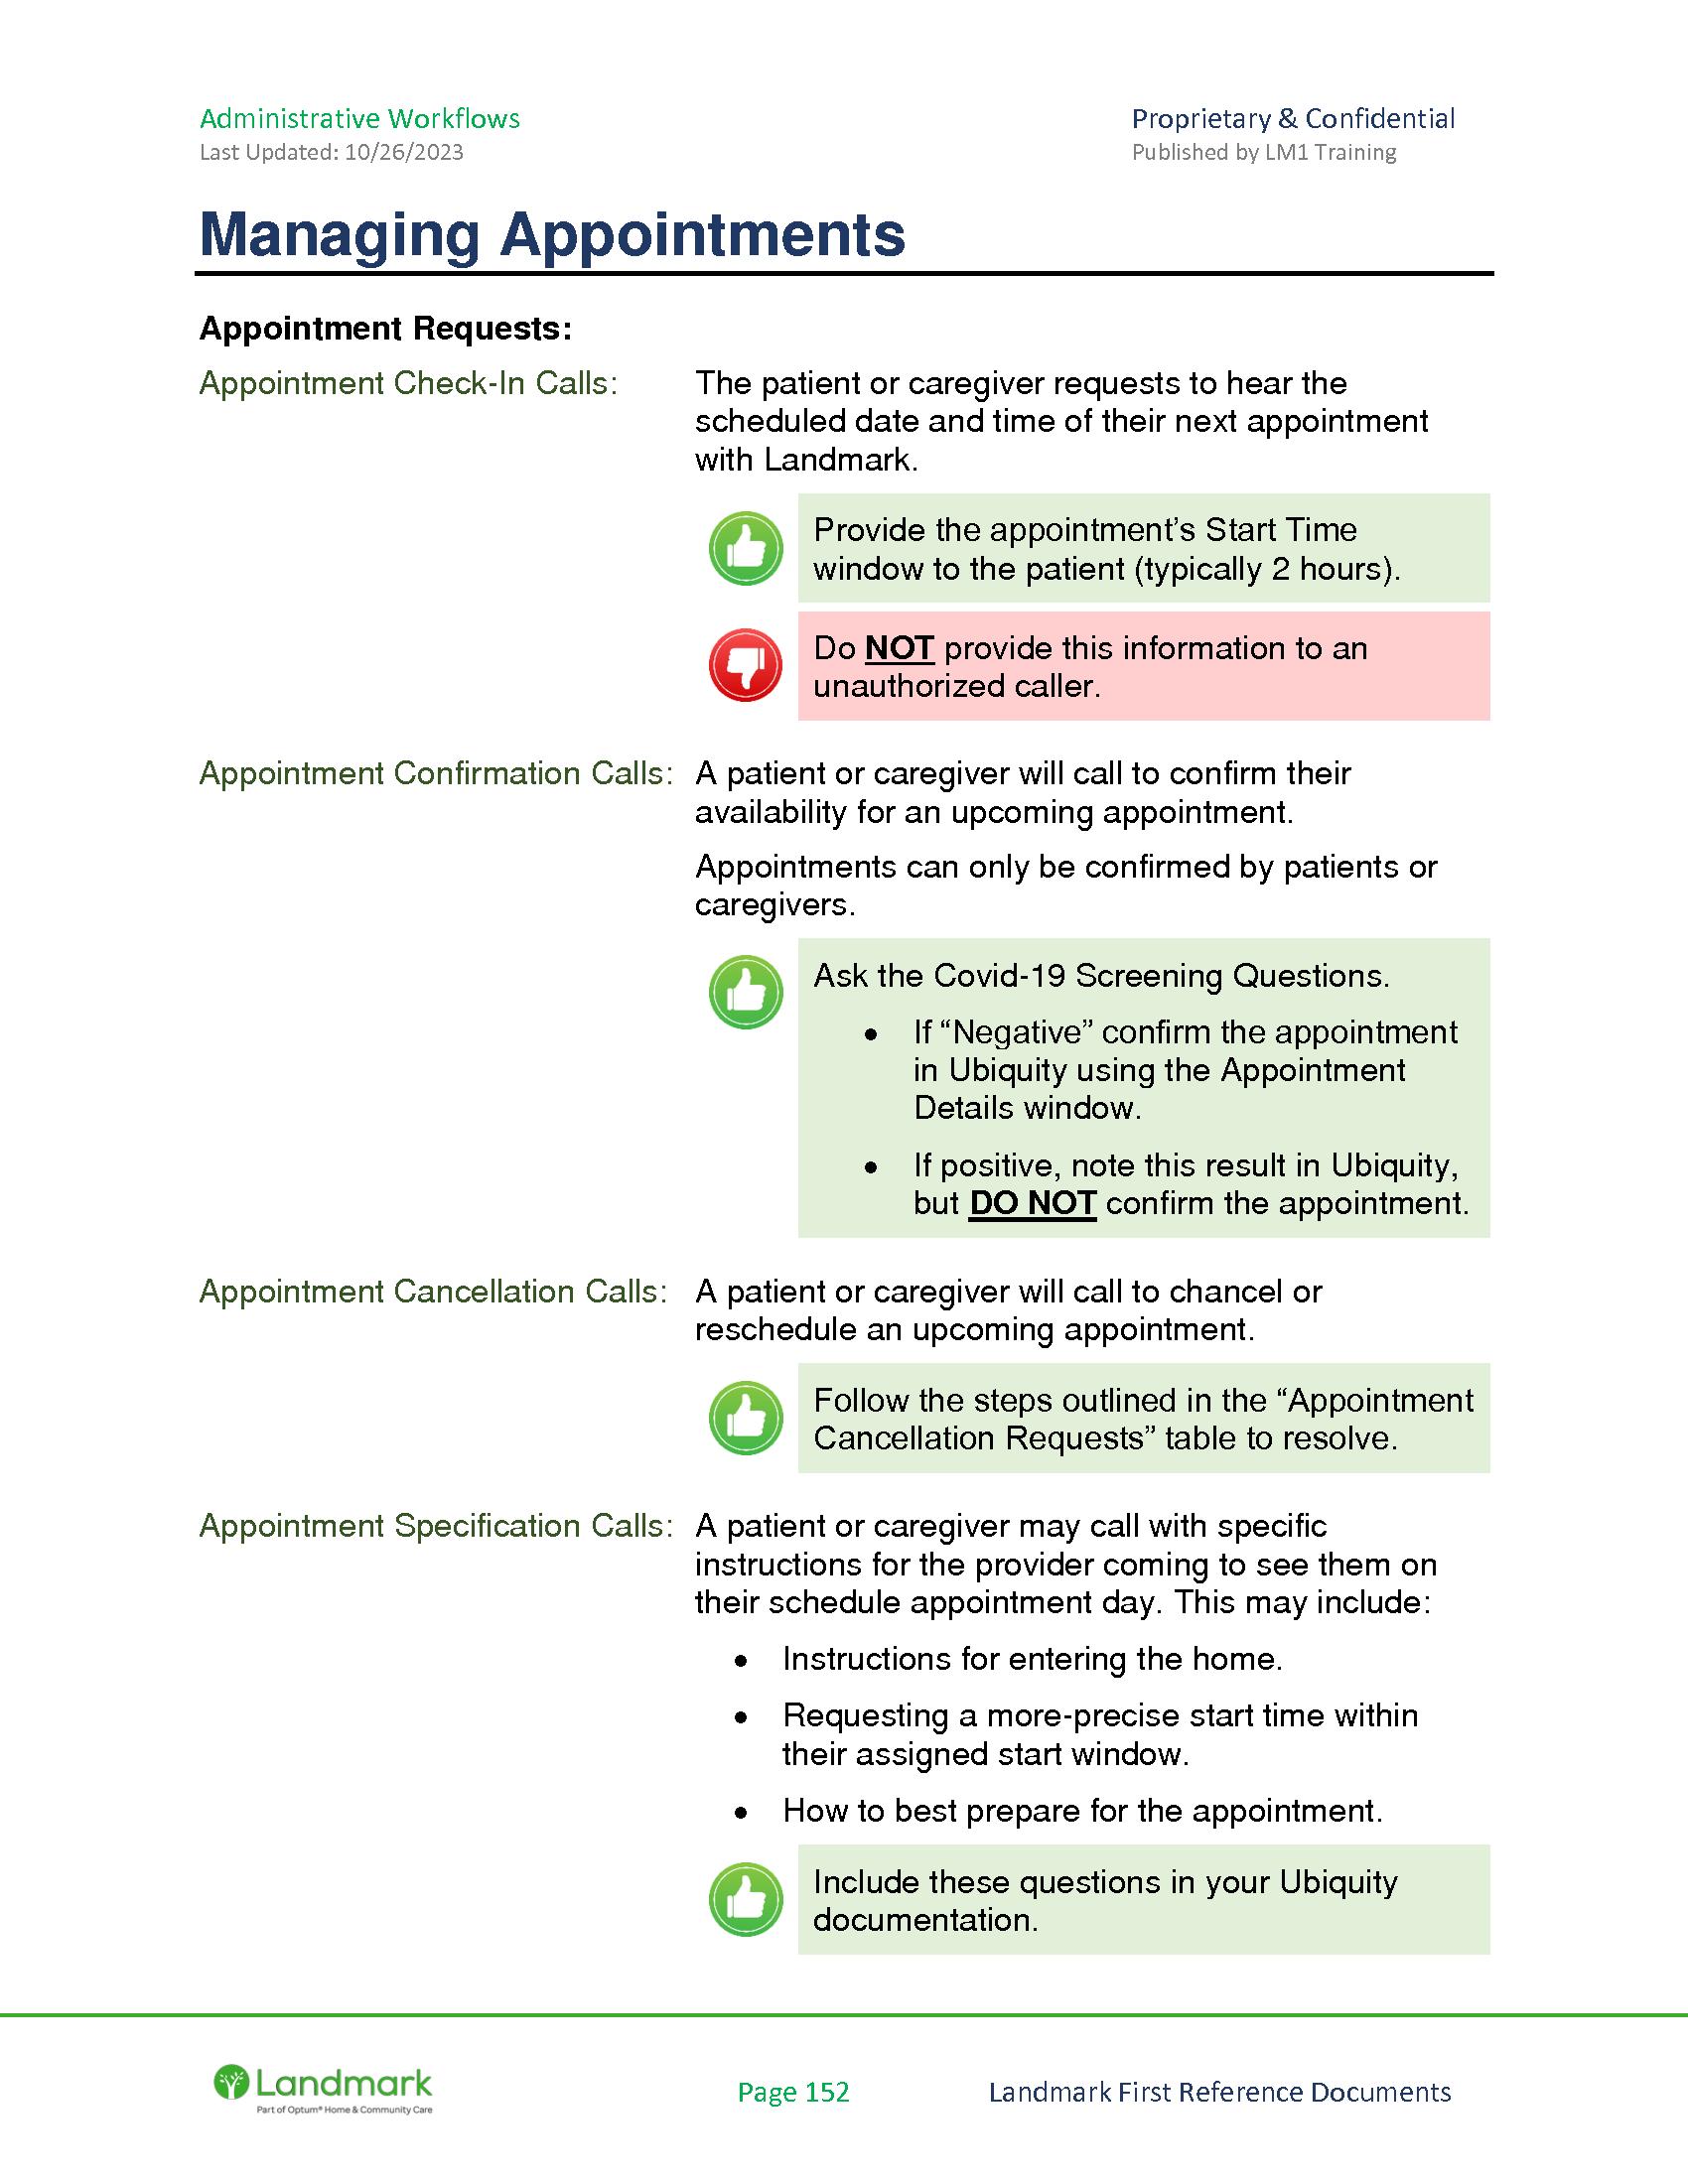 Administrative Workflows
Proprietary & Confidential
Last Updated: 10/26/2023
Published by LM1 Training
Managing Appointments
Appointment Requests:
Appointment Check-In Calls:
The patient or caregiver requests to hear the
scheduled date and time of their next appointment
with Landmark.
Provide the appointment’s Start Time
window to the patient (typically 2 hours).
Do NOT provide this information to an
unauthorized caller.
Appointment Confirmation Calls:
A patient or caregiver will call to confirm their
availability for an upcoming appointment.
Appointments can only be confirmed by patients or
caregivers.
Ask the Covid-19 Screening Questions.
• If “Negative” confirm the appointment
in Ubiquity using the Appointment
Details window.
• If positive, note this result in Ubiquity,
but DO NOT confirm the appointment.
Appointment Cancellation Calls:
A patient or caregiver will call to chancel or
reschedule an upcoming appointment.
Follow the steps outlined in the “Appointment
Cancellation Requests” table to resolve.
Appointment Specification Calls:
A patient or caregiver may call with specific
instructions for the provider coming to see them on
their schedule appointment day. This may include:
• Instructions for entering the home.
• Requesting a more-precise start time within
their assigned start window.
• How to best prepare for the appointment.
Include these questions in your Ubiquity
documentation.
Landmark
Part of Optum® Home & Community Care
Page 152
Landmark First Reference Documents